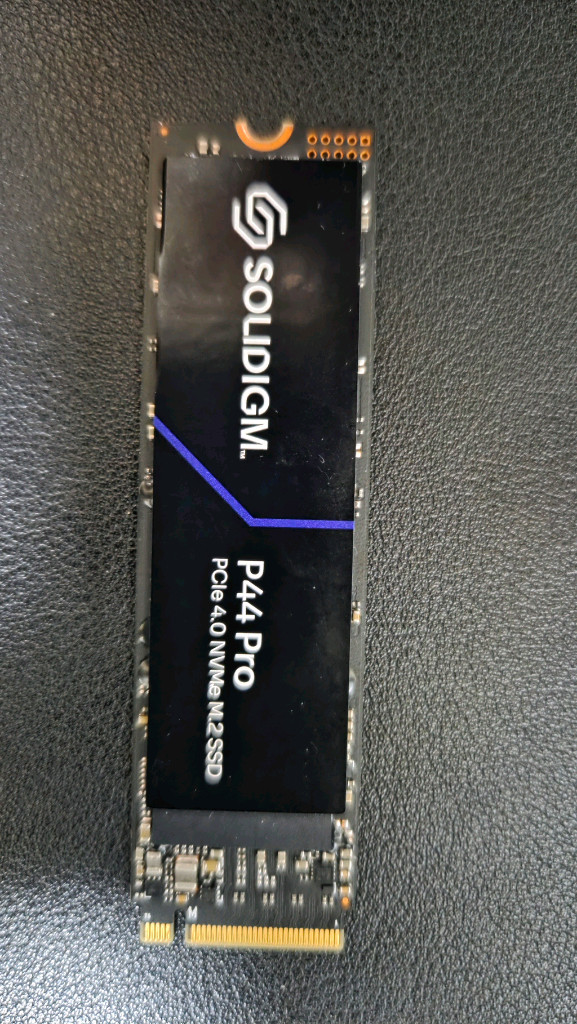 SOLIDIGM™
P44 Pro
PCIe 4.0 NVMe M.2 SSD
M